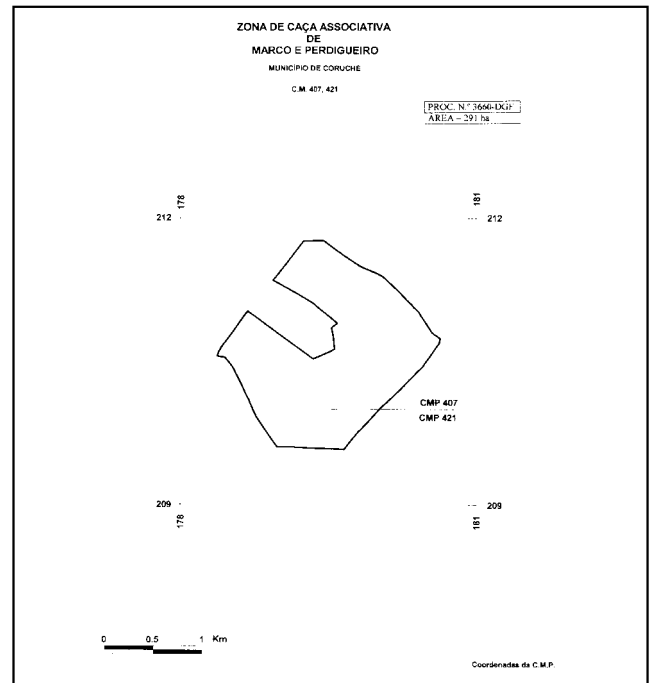 ZONA DE CAÇA ASSOCIATIVA
DE
MARCO E PERDIGUEIRO
MUNICÍPIO DE CORUCHE
C.M. 407, 421
PROC. N.º 3660-DGF
ÁREA – 291 ha
178
181
212
212
CMP 407
CMP 421
209
209
178
181
0 0.5 1 Km
Coordenadas da C.M.P.